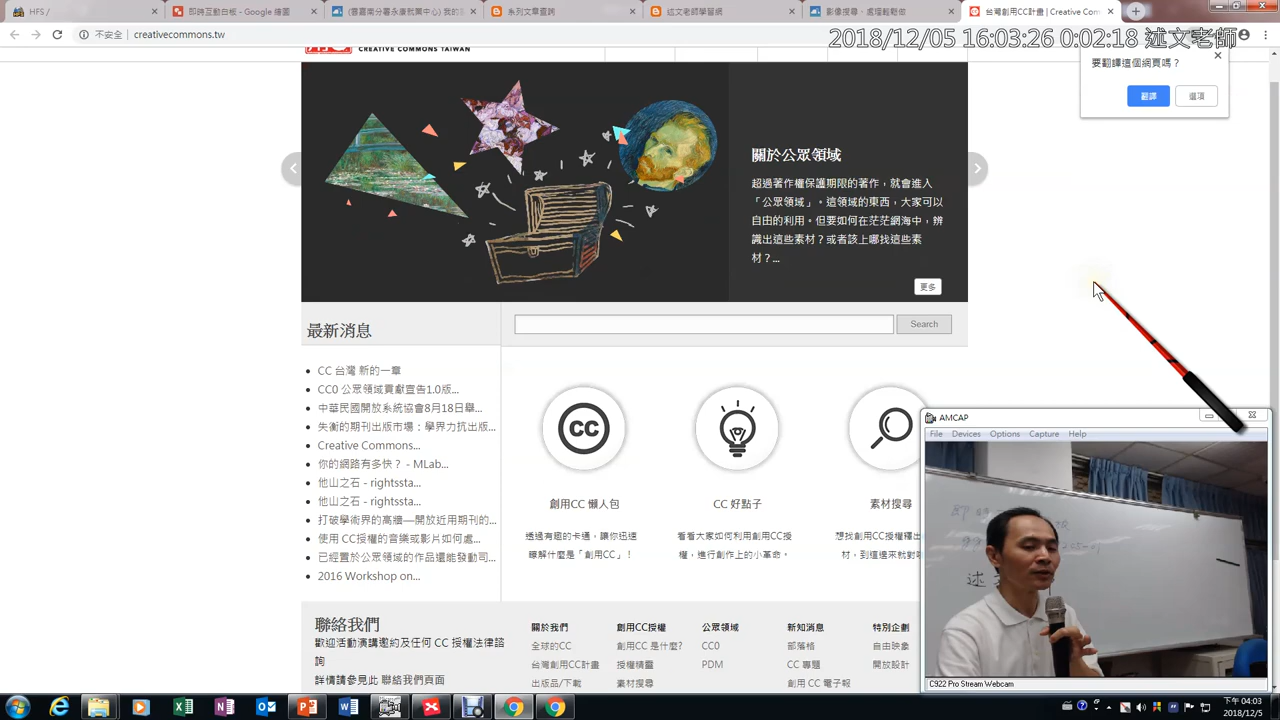 HFS /
即時互動白板 - Google 繪圖
系列文章查詢
述文老師學習網
影像搜尋、處理輕鬆做
台灣創用CC計畫 | Creative Com
不安全 | creativecommons.tw
2018/12/05 16:03:26 0:02:18 述文老師
CREATIVE COMMONS TAIWAN
要翻譯這個網頁嗎？
翻譯
選項
關於公眾領域
超過著作權保護期限的著作，就會進入
「公眾領域」。這領域的東西，大家可以
自由的利用。但要如何在茫茫網海中，辨
識出這些素材？或者該上哪找這些素
材？...
更多
最新消息
Search
CC 台灣 新的一章
CC0 公眾領域貢獻宣告1.0版...
中華民國開放系統協會8月18日舉...
失衡的期刊出版市場：學界力抗出版...
Creative Commons...
你的網路有多快？ - MLab...
他山之石 - rightssta...
他山之石 - rightssta...
打破學術界的高牆—開放近用期刊的...
使用 CC授權的音樂或影片如何處...
已經置於公眾領域的作品還能發動司...
2016 Workshop on...
創用CC 懶人包
透過有趣的卡通，讓你迅速
瞭解什麼是「創用CC」！
CC 好點子
看看大家如何利用創用CC授
權，進行創作上的小革命。
素材搜尋
想找創用CC授權釋出
材，到這邊來就對
聯絡我們
歡迎活動演講邀約及任何 CC 授權法律諮
詢
詳情請參見此 聯絡我們頁面
關於我們
全球的CC
台灣創用CC計畫
出版品/下載
創用CC授權
創用CC 是什麼?
授權精靈
素材搜尋
公眾領域
CC0
PDM
新知消息
部落格
CC 專題
創用 CC 電子報
特別企劃
自由映象
開放設計
AMCAP
File Devices Options Capture Help
述
C922 Pro Stream Webcam
下午 04:03
2018/12/5